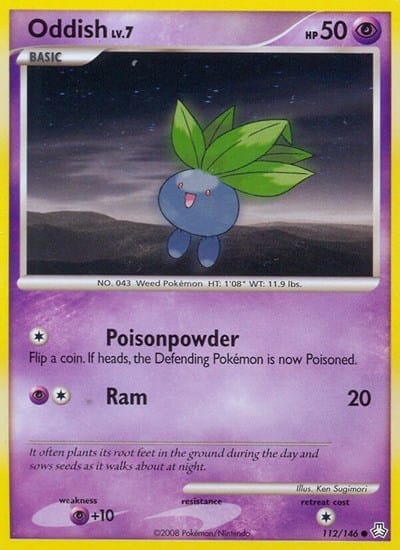 Oddish LV.7 HP 50
BASIC
NO. 043 Weed Pokémon HT: 1'08" WT: 11.9 lbs.
Poisonpowder
Flip a coin. If heads, the Defending Pokémon is now Poisoned.
Ram 20
It often plants its root feet in the ground during the day and
sows seeds as it walks about at night.
Illus. Ken Sugimori
weakness resistance retreat cost
+10
©2008 Pokémon/Nintendo 112/146